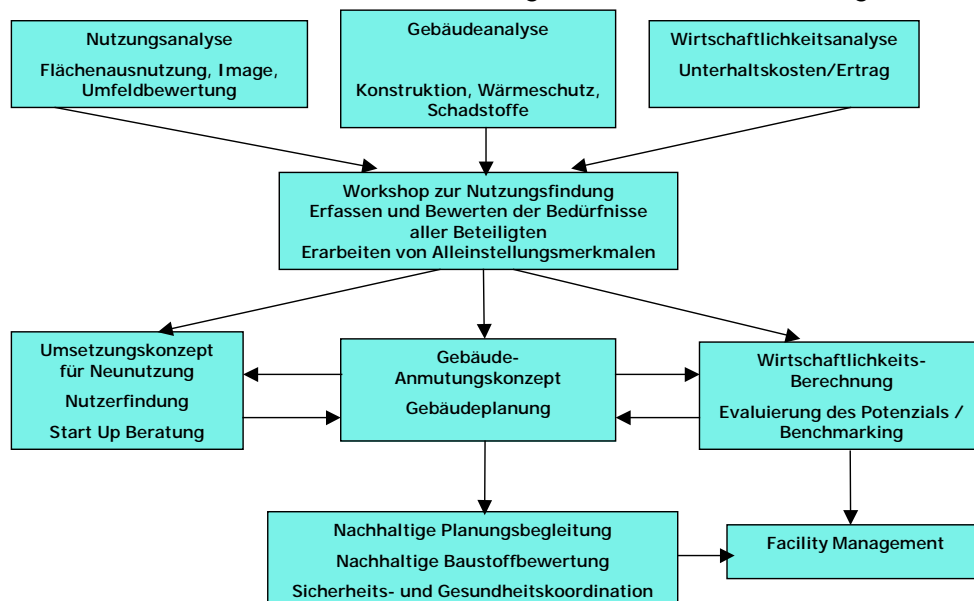 Nutzungsanalyse
Flächenausnutzung, Image,
Umfeldbewertung
Gebäudeanalyse
Konstruktion, Wärmeschutz,
Schadstoffe
Wirtschaftlichkeitsanalyse
Unterhaltskosten/Ertrag
Workshop zur Nutzungsfindung
Erfassen und Bewerten der Bedürfnisse
aller Beteiligten
Erarbeiten von Alleinstellungsmerkmalen
Umsetzungskonzept
für Neunutzung
Nutzerfindung
Start Up Beratung
Gebäude-
Anmutungskonzept
Gebäudeplanung
Wirtschaftlichkeits-
Berechnung
Evaluierung des Potenzials /
Benchmarking
Nachhaltige Planungsbegleitung
Nachhaltige Baustoffbewertung
Sicherheits- und Gesundheitskoordination
Facility Management